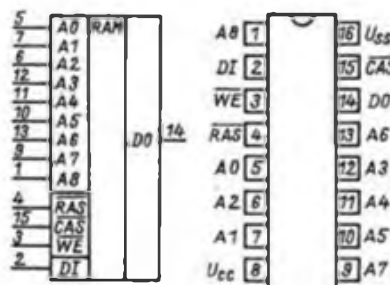 5 A0 RAM
7 A1
6 A2
12 A3
11 A4
10 A5
13 A6 DO 14
9 A7
1 A8
4 RAS
15 CAS
3 WE
2 DI
A8 1 16 Uss
DI 2 15 CAS
WE 3 14 DO
RAS 4 13 A6
A0 5 12 A3
A2 6 11 A4
A1 7 10 A5
Ucc 8 9 A7